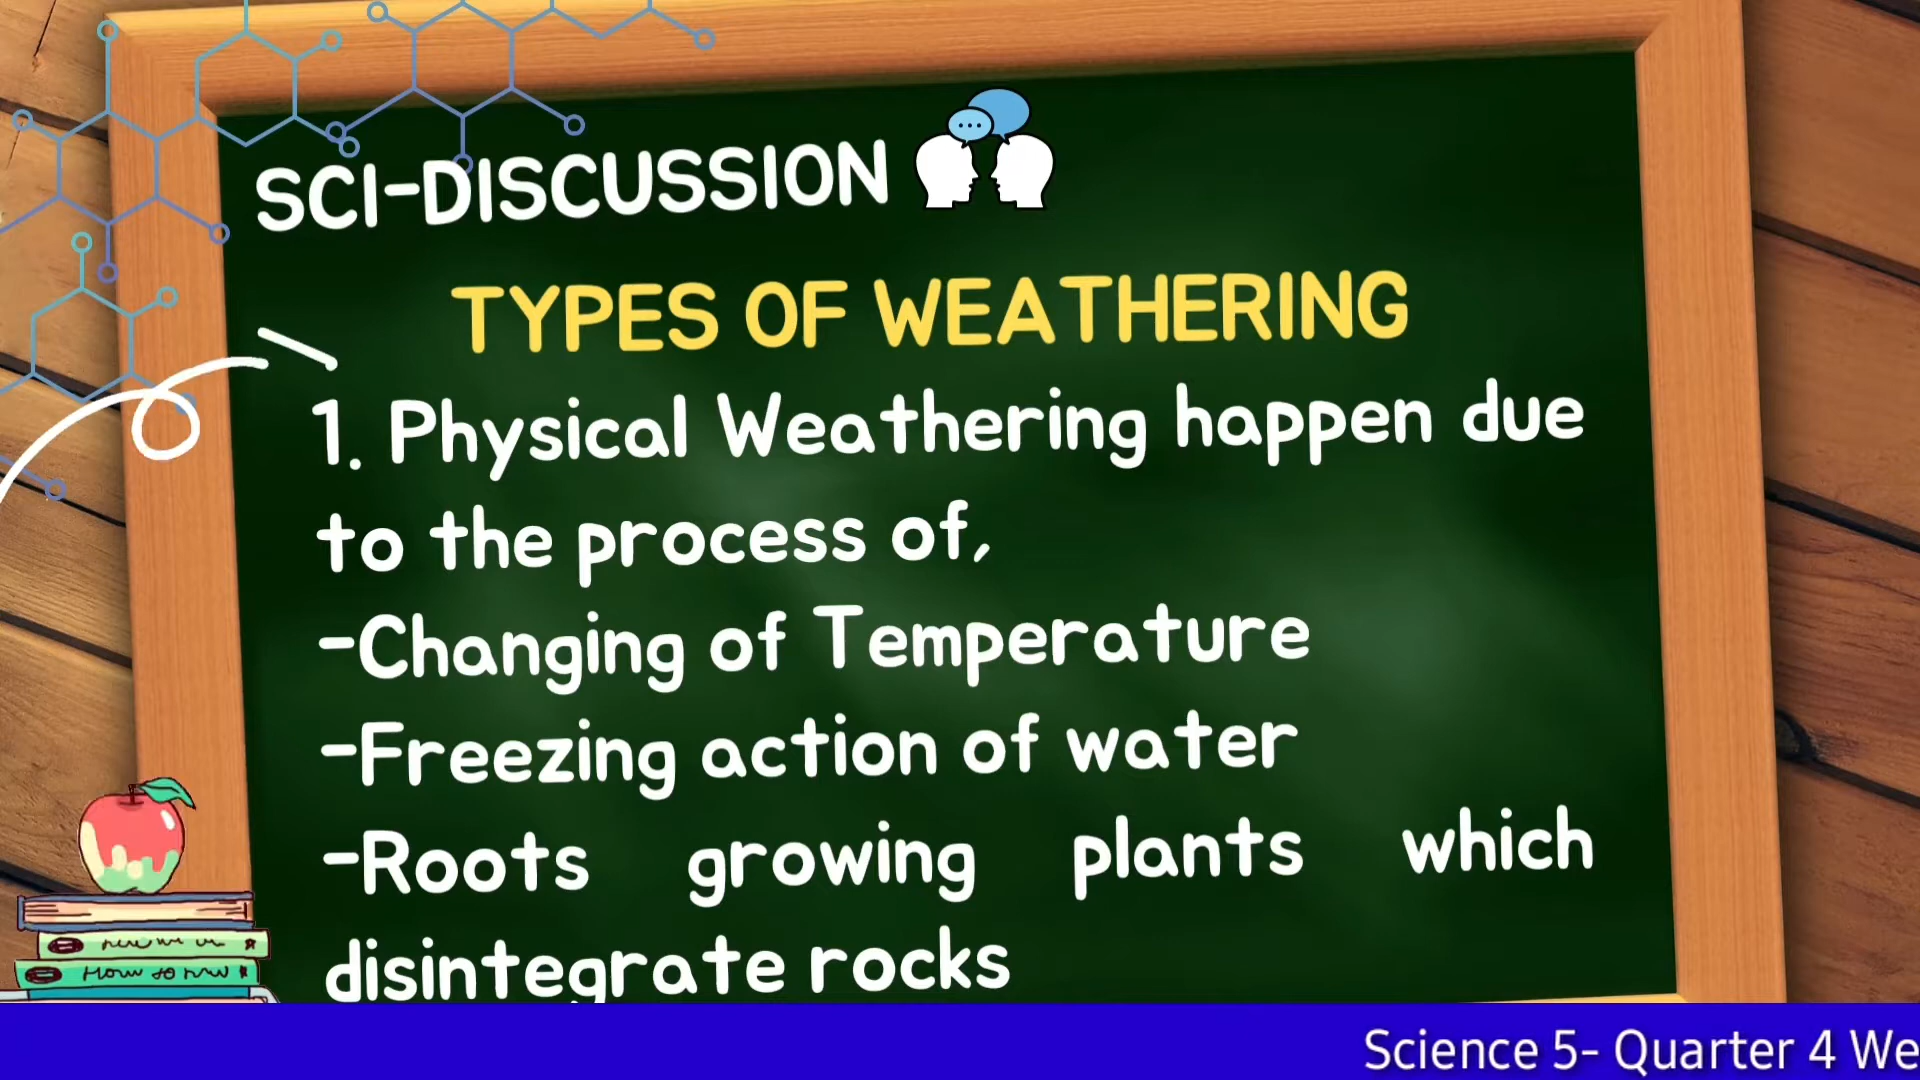 SCI-DISCUSSION
TYPES OF WEATHERING
1. Physical Weathering happen due
to the process of,
-Changing of Temperature
-Freezing action of water
-Roots growing plants which
disintegrate rocks
Science 5- Quarter 4 We